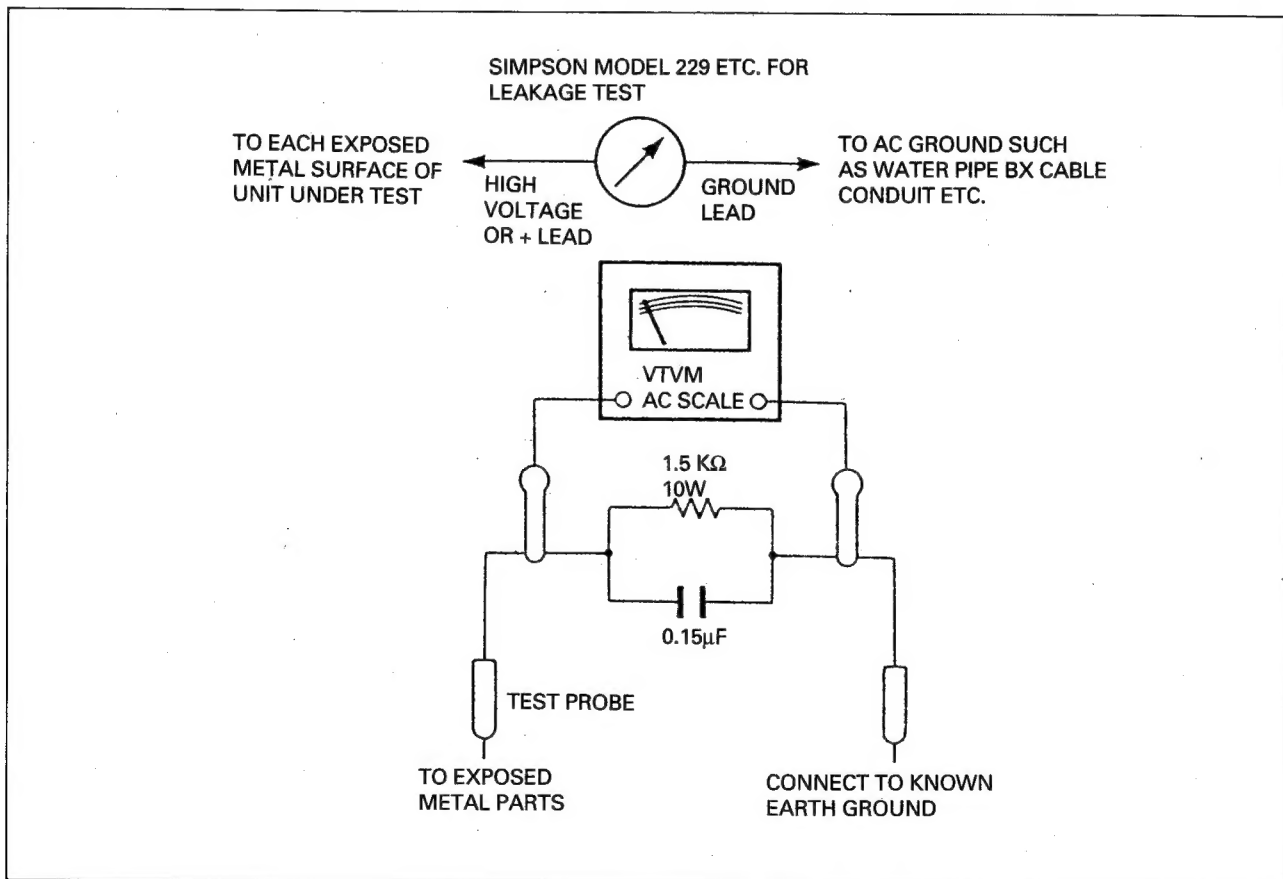 SIMPSON MODEL 229 ETC. FOR
LEAKAGE TEST
TO EACH EXPOSED
METAL SURFACE OF
UNIT UNDER TEST
HIGH
VOLTAGE
OR + LEAD
GROUND
LEAD
TO AC GROUND SUCH
AS WATER PIPE BX CABLE
CONDUIT ETC.
VTVM
AC SCALE
1.5 KΩ
10W
0.15μF
TEST PROBE
TO EXPOSED
METAL PARTS
CONNECT TO KNOWN
EARTH GROUND